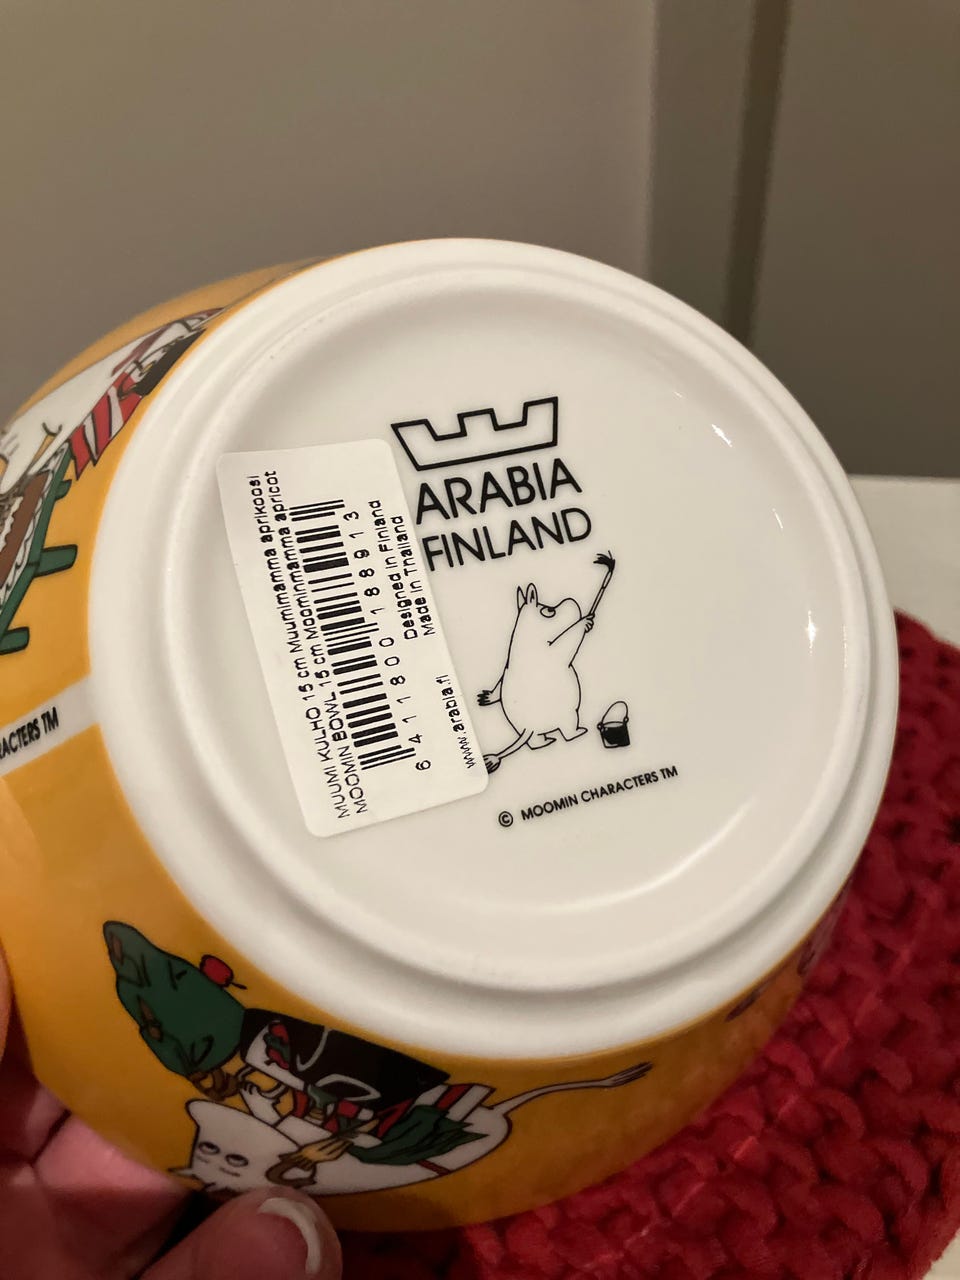 ARABIA
FINLAND
MUUMI KULHO 15 cm Muumimamma aprikoosi
MOOMIN BOWL 15 cm Moominmamma apricot
6 411800 188913
Designed in Finland
Made in Thailand
www.arabia.fi
© MOOMIN CHARACTERS TM
RACTERS TM